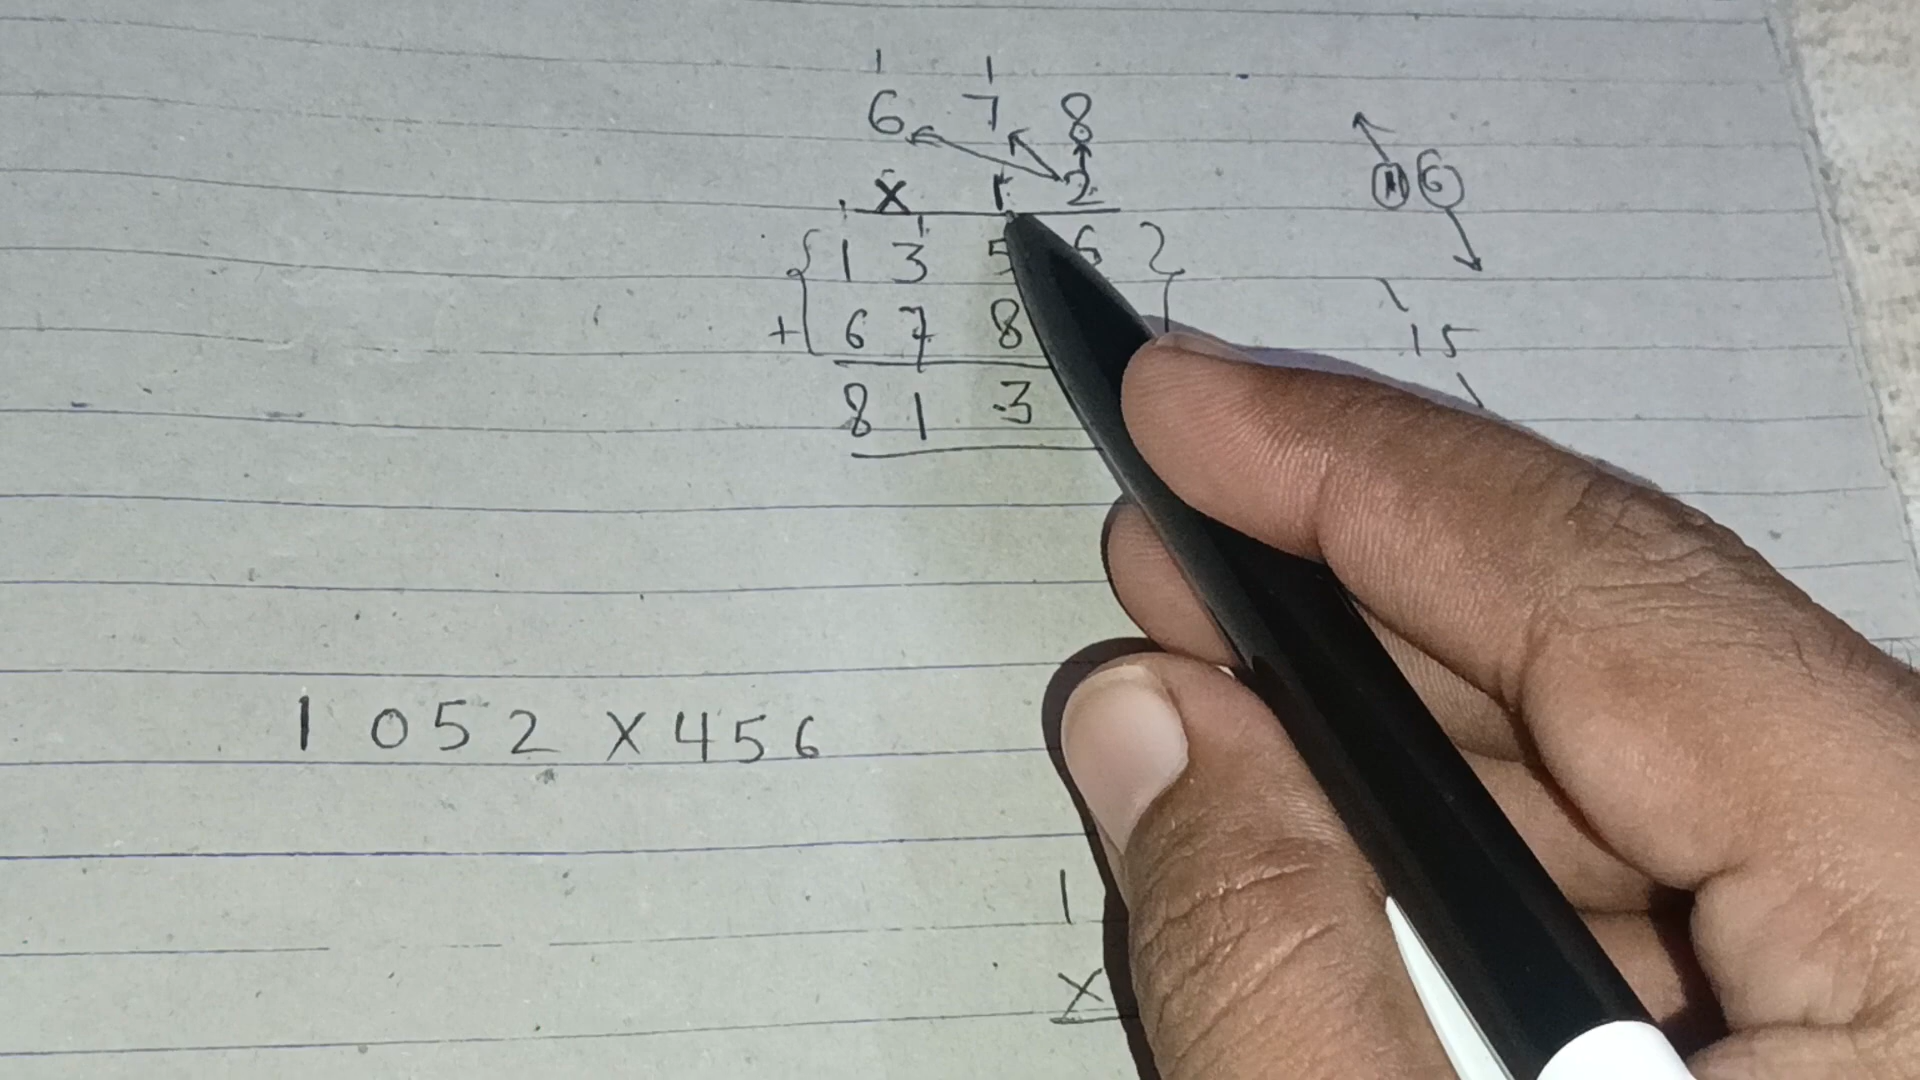 1 1
6 7 8
x 1 2
1
{ 1 3 5 6 }
+ 6 7 8
8 1 3
16
15
1 0 5 2 X 4 5 6
1
X